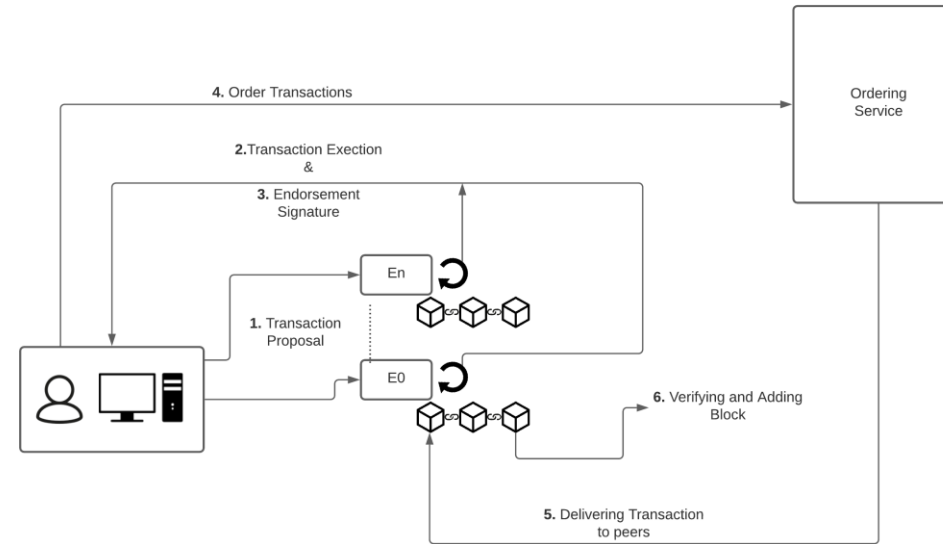 4. Order Transactions
Ordering
Service
2.Transaction Exection
&
3. Endorsement
Signature
En
1. Transaction
Proposal
E0
6. Verifying and Adding
Block
5. Delivering Transaction
to peers